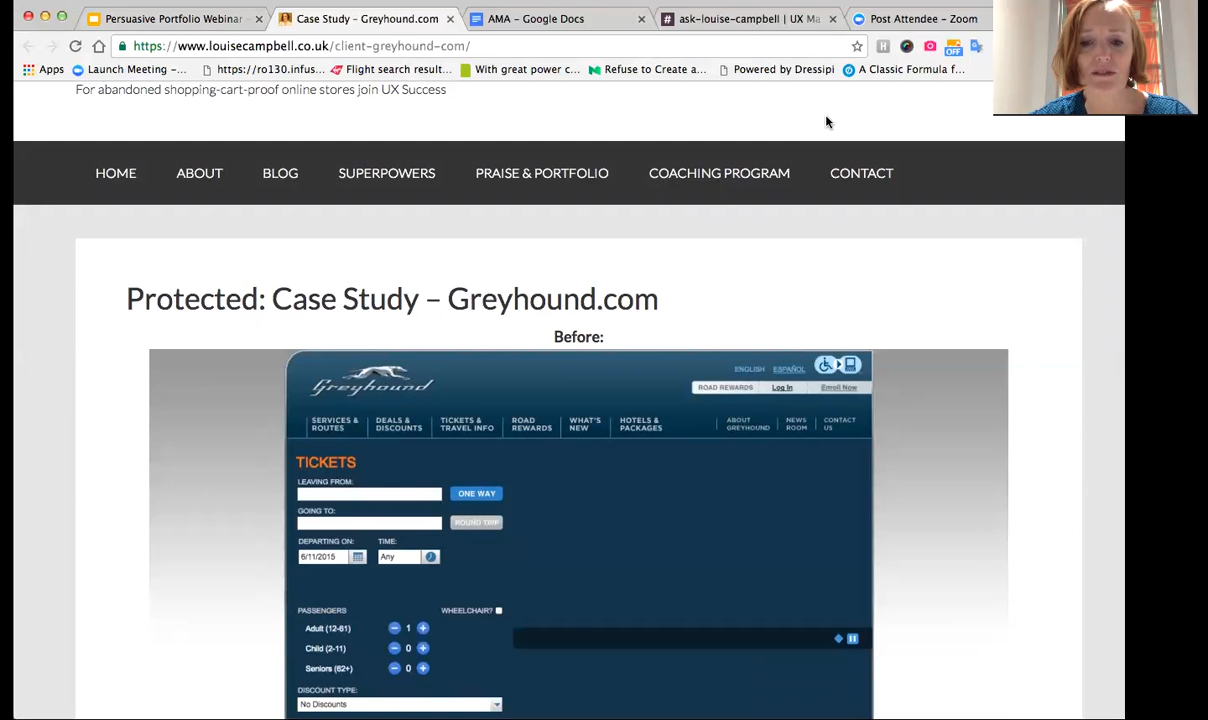 Persuasive Portfolio Webinar
Case Study - Greyhound.com
AMA - Google Docs
ask-louise-campbell | UX Ma
Post Attendee - Zoom
https://www.louisecampbell.co.uk/client-greyhound-com/
OFF
Apps
Launch Meeting -...
https://ro130.infus...
Flight search result...
With great power c...
Refuse to Create a...
Powered by Dressipi
A Classic Formula f...
For abandoned shopping-cart-proof online stores join UX Success
HOME
ABOUT
BLOG
SUPERPOWERS
PRAISE & PORTFOLIO
COACHING PROGRAM
CONTACT
Protected: Case Study – Greyhound.com
Before:
Greyhound
ENGLISH
ESPAÑOL
ROAD REWARDS
Log In
Enroll Now
SERVICES &
ROUTES
DEALS &
DISCOUNTS
TICKETS &
TRAVEL INFO
ROAD
REWARDS
WHAT'S
NEW
HOTELS &
PACKAGES
ABOUT
GREYHOUND
NEWS
ROOM
CONTACT
US
TICKETS
LEAVING FROM:
ONE WAY
GOING TO:
ROUND TRIP
DEPARTING ON:
TIME:
6/11/2015
Any
PASSENGERS
WHEELCHAIR?
Adult (12-61)
1
Child (2-11)
0
Seniors (62+)
0
DISCOUNT TYPE:
No Discounts